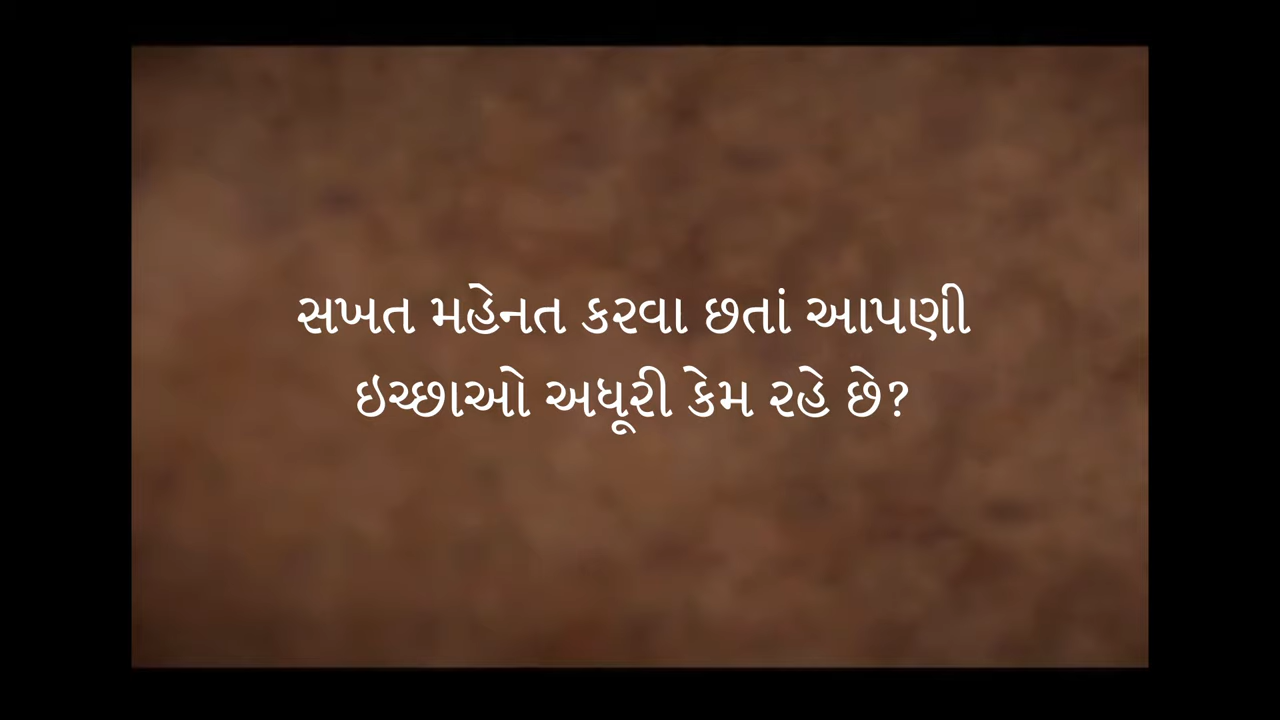 સખત મહેનત કરવા છતાં આપણી
ઇચ્છાઓ અધૂરી કેમ રહે છે?